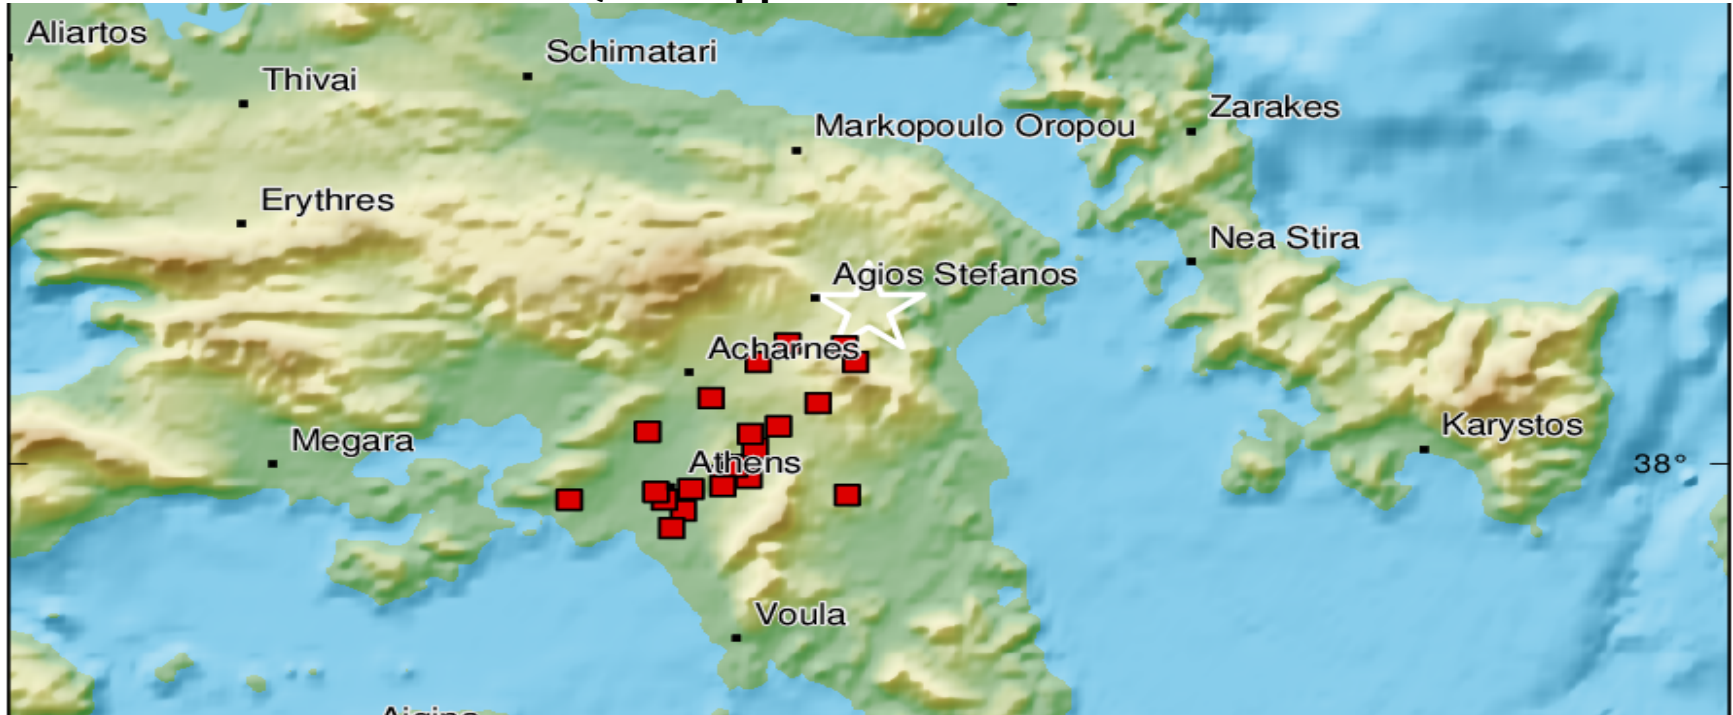 Aliartos
Schimatari
Thivai
Zarakes
Markopoulo Oropou
Erythres
Nea Stira
Agios Stefanos
Acharnes
Karystos
Megara
Athens
38°
Voula